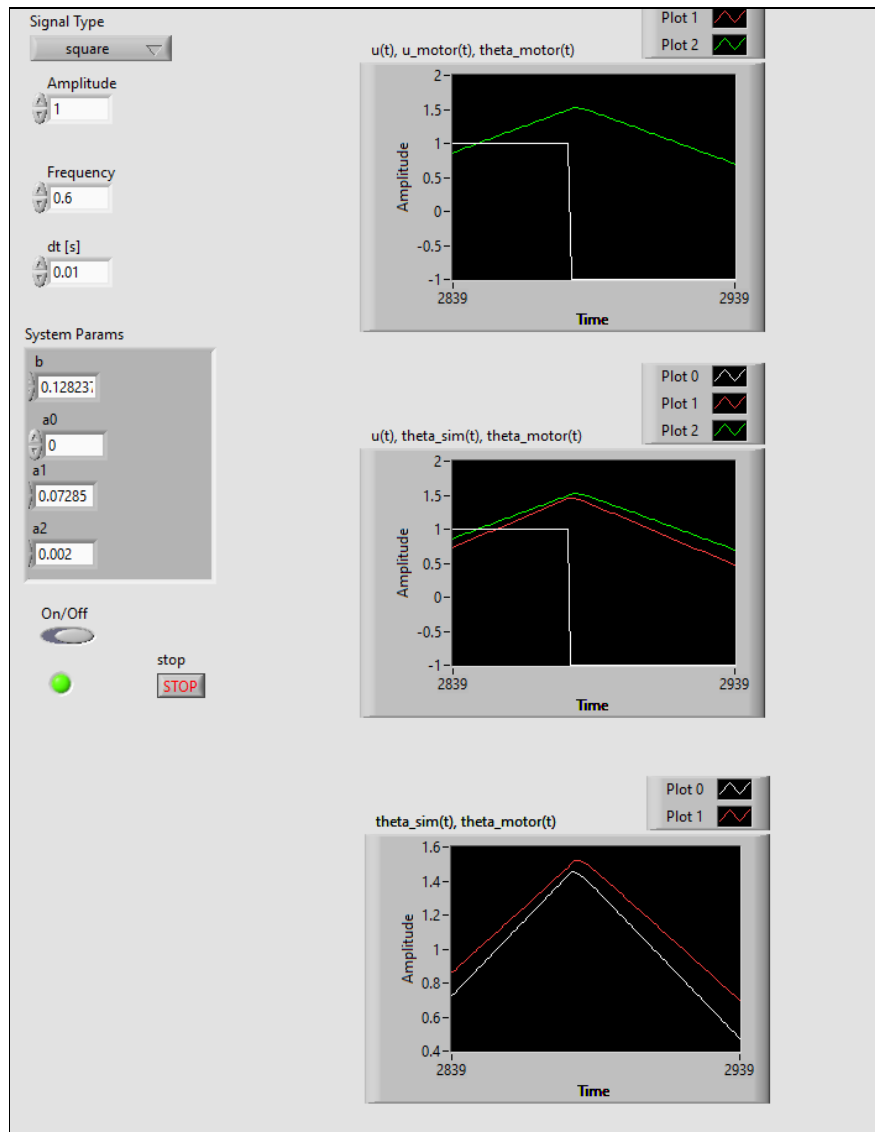 Signal Type
square
Amplitude
1
Frequency
0.6
dt [s]
0.01
System Params
b
0.128237
a0
0
a1
0.07285
a2
0.002
On/Off
stop
STOP
Plot 1
Plot 2
u(t), u_motor(t), theta_motor(t)
2
1.5
1
0.5
0
-0.5
-1
Amplitude
2839 2939
Time
Plot 0
Plot 1
Plot 2
u(t), theta_sim(t), theta_motor(t)
2
1.5
1
0.5
0
-0.5
-1
Amplitude
2839 2939
Time
Plot 0
Plot 1
theta_sim(t), theta_motor(t)
1.6
1.4
1.2
1
0.8
0.6
0.4
Amplitude
2839 2939
Time